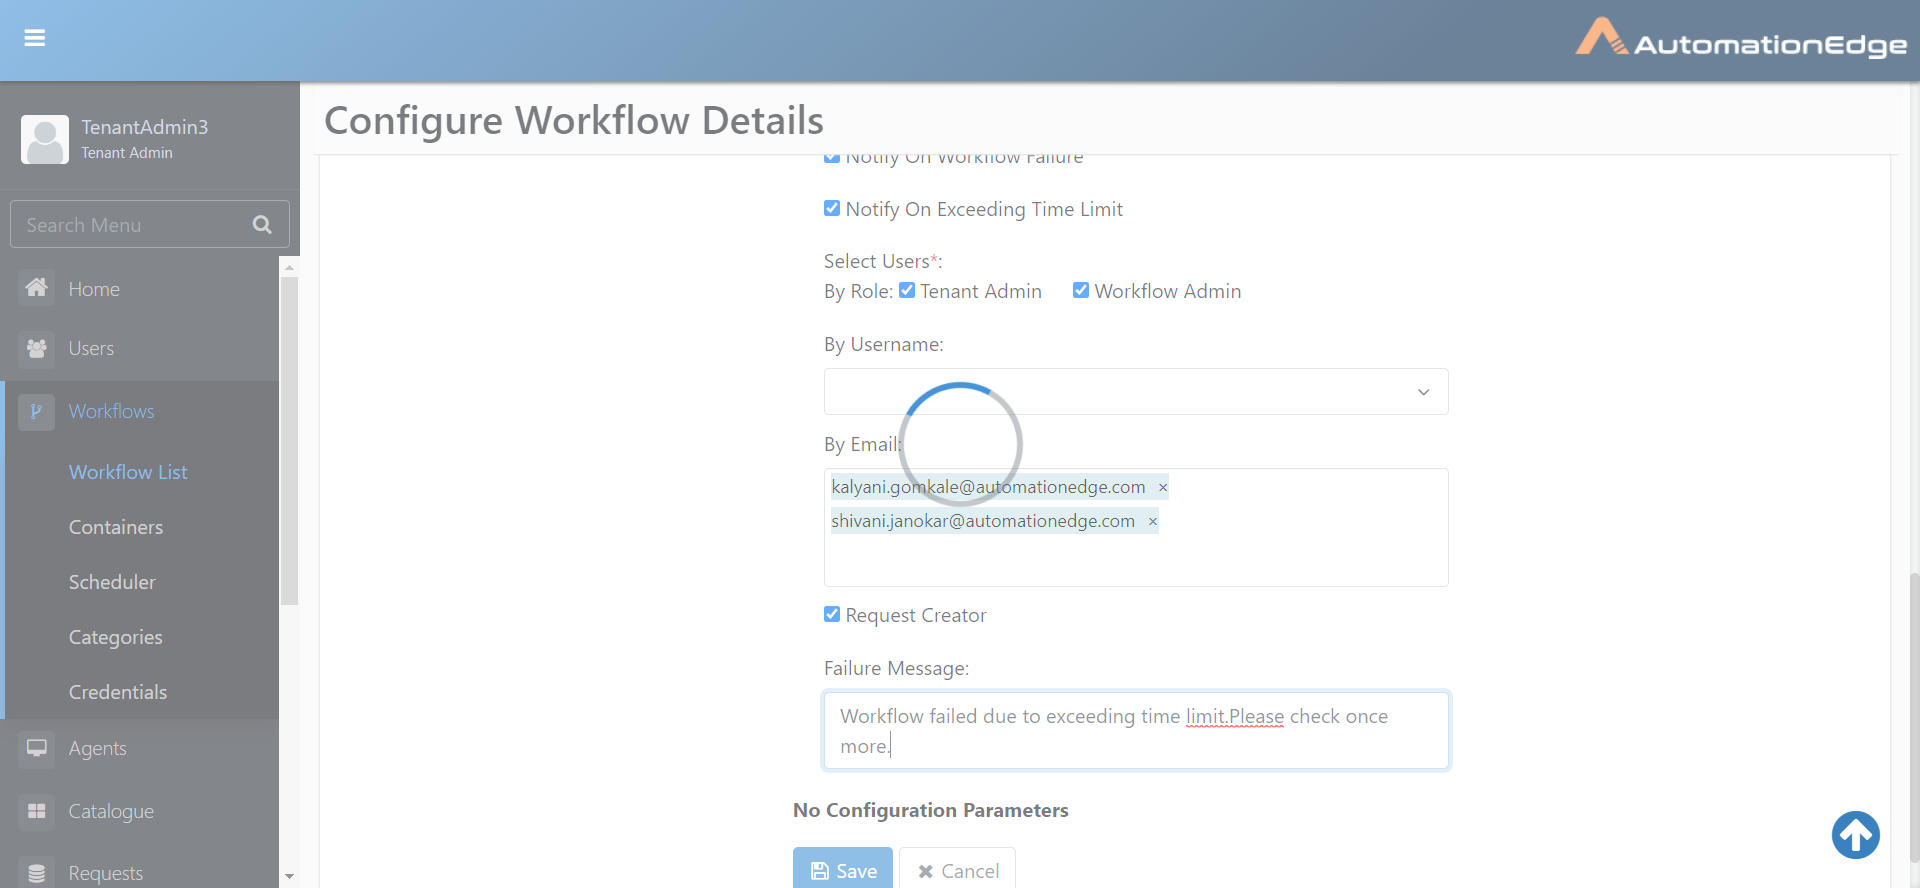 AutomationEdge
TenantAdmin3
Tenant Admin
Search Menu
Home
Users
Workflows
Workflow List
Containers
Scheduler
Categories
Credentials
Agents
Catalogue
Requests
Configure Workflow Details
Notify On Workflow Failure
Notify On Exceeding Time Limit
Select Users*:
By Role: Tenant Admin Workflow Admin
By Username:
By Email:
kalyani.gomkale@automationedge.com ×
shivani.janokar@automationedge.com ×
Request Creator
Failure Message:
Workflow failed due to exceeding time limit.Please check once
more.
No Configuration Parameters
Save Cancel